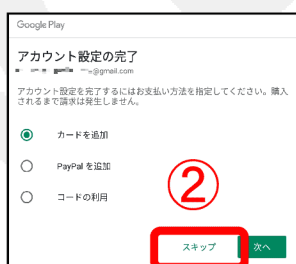 Google Play
アカウント設定の完了
@gmail.com
アカウント設定を完了するにはお支払い方法を指定してください。購入
されるまで請求は発生しません。
カードを追加
PayPal を追加
コードの利用
②
スキップ 次へ